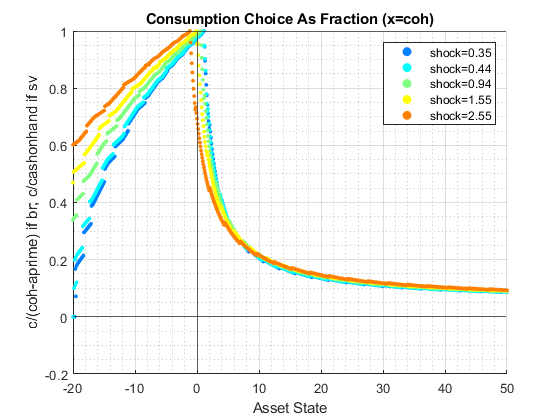 Consumption Choice As Fraction (x=coh)
c/(coh-aprime) if br; c/cashonhand if sv
1
0.8
0.6
0.4
0.2
0
-0.2
shock=0.35
shock=0.44
shock=0.94
shock=1.55
shock=2.55
-20 -10 0 10 20 30 40 50
Asset State